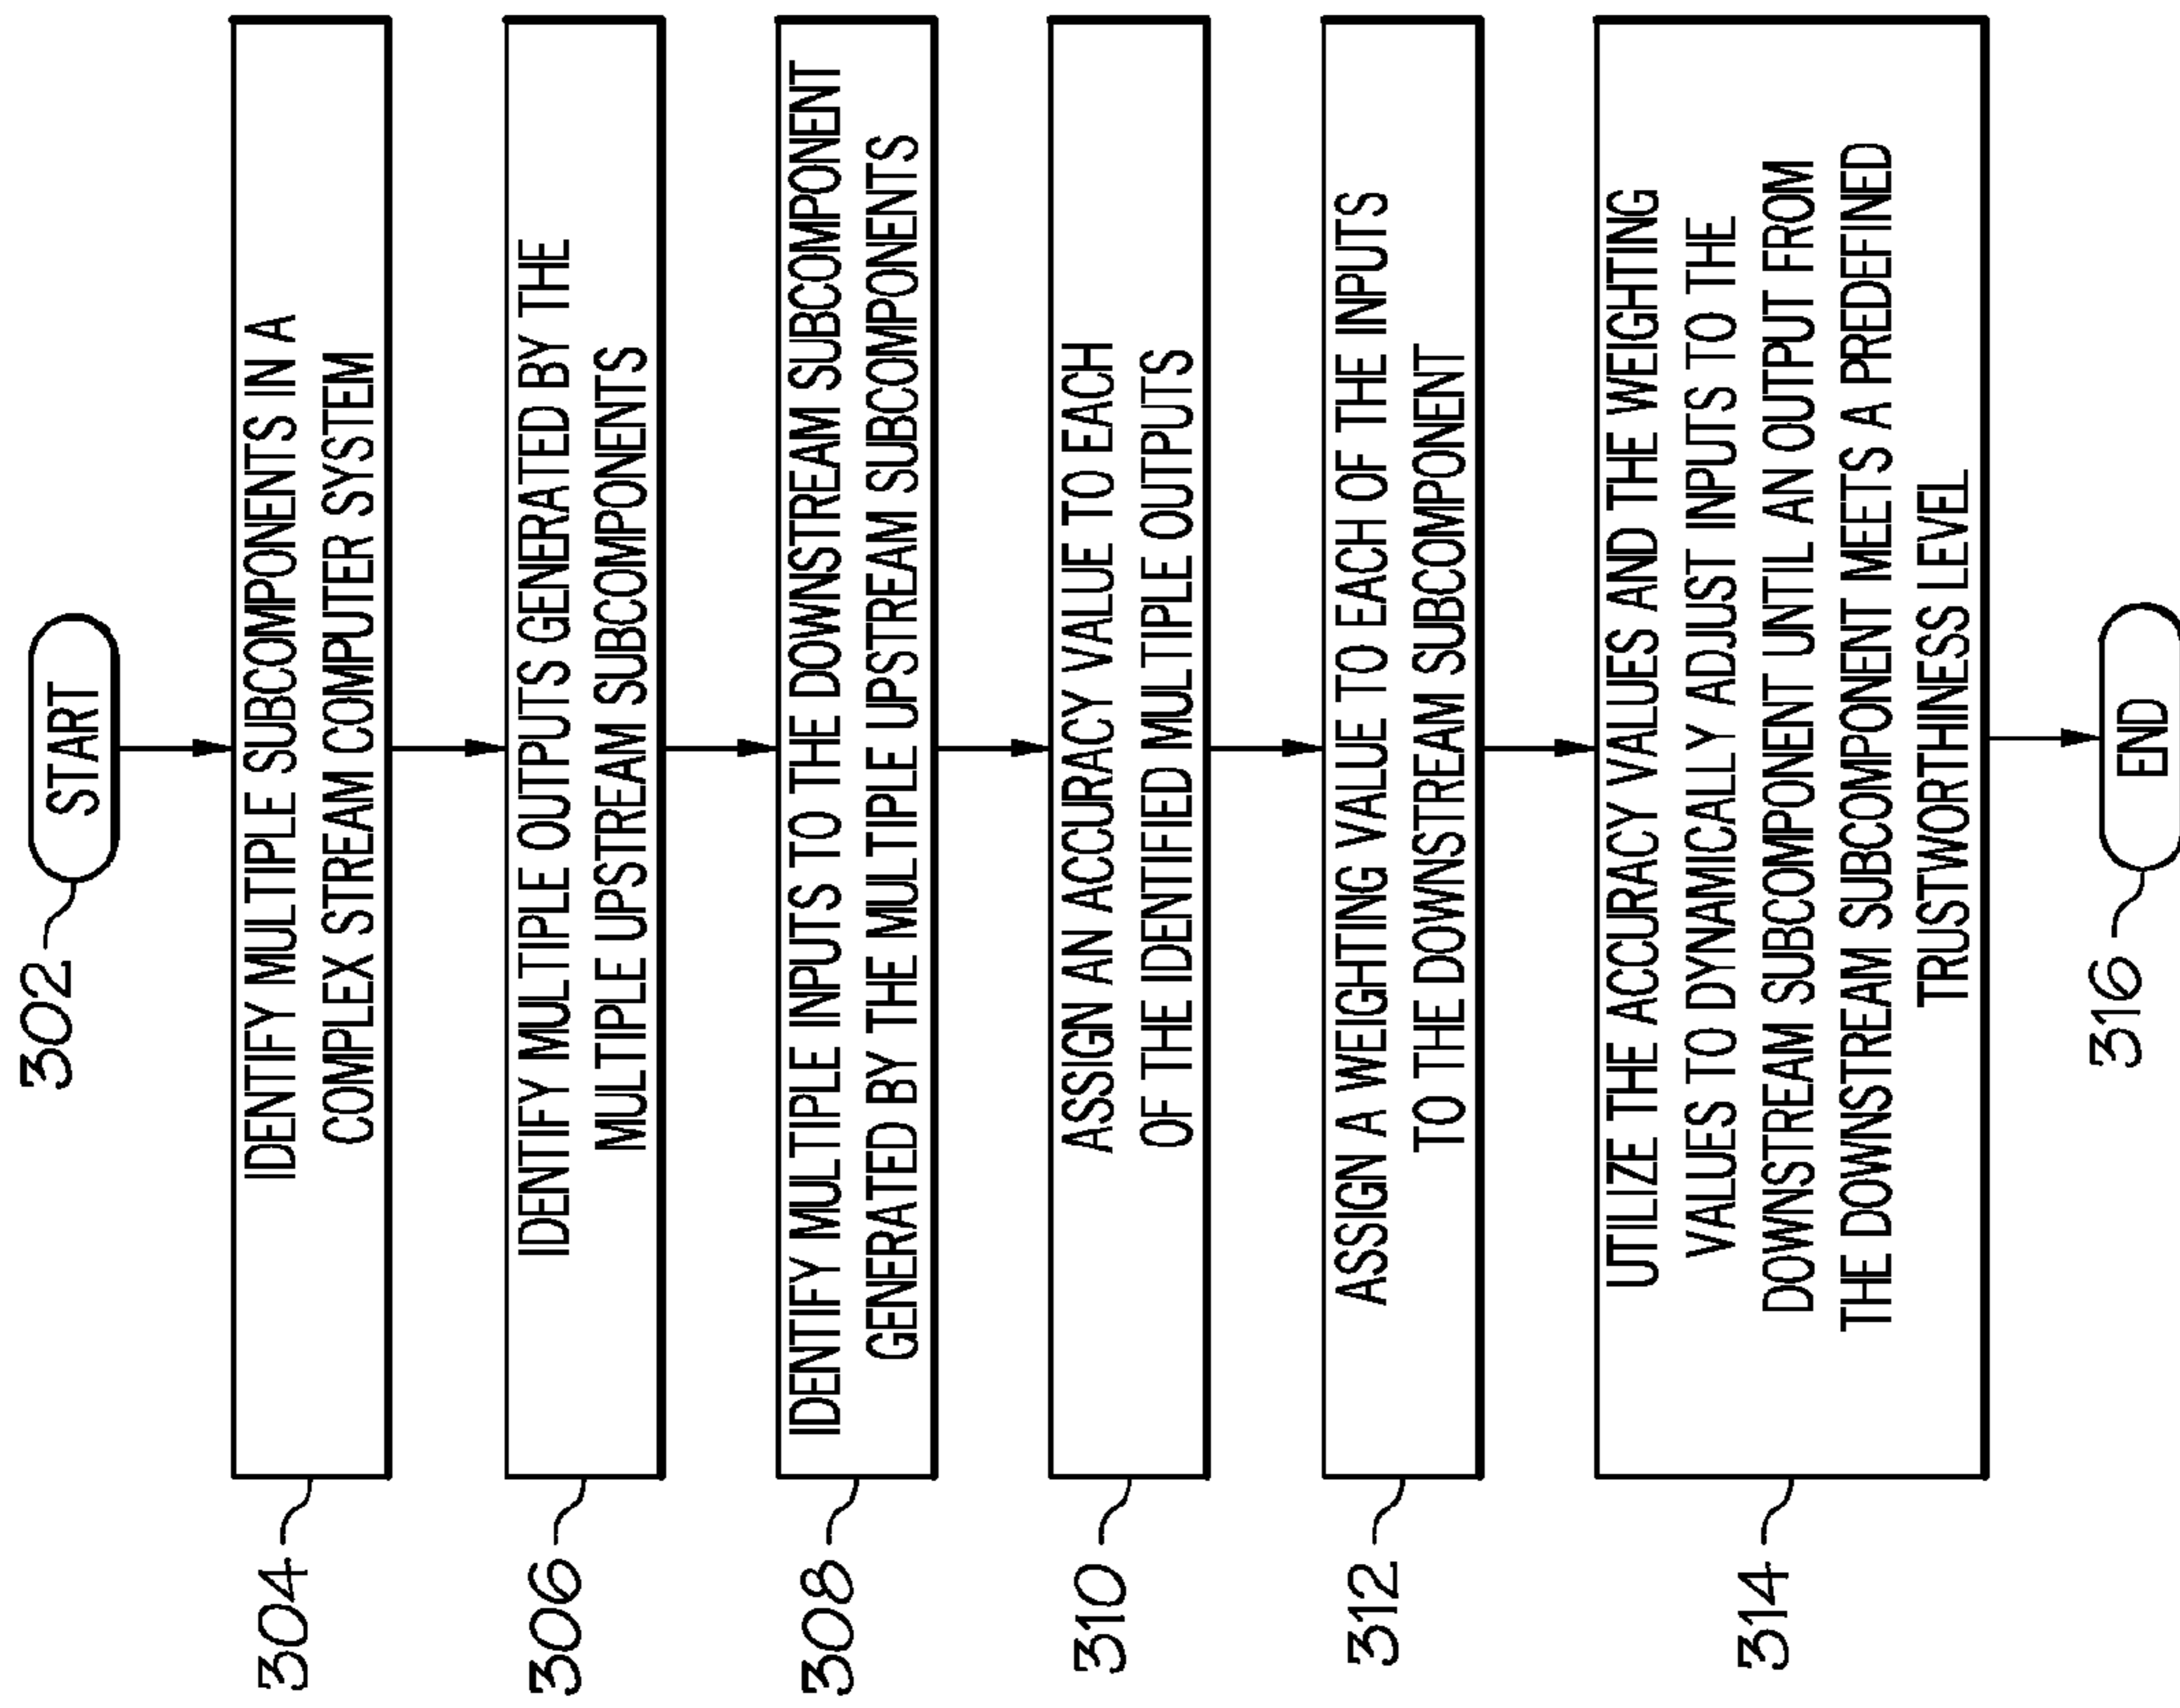 302
START
304
IDENTIFY MULTIPLE SUBCOMPONENTS IN A
COMPLEX STREAM COMPUTER SYSTEM
306
IDENTIFY MULTIPLE OUTPUTS GENERATED BY THE
MULTIPLE UPSTREAM SUBCOMPONENTS
308
IDENTIFY MULTIPLE INPUTS TO THE DOWNSTREAM SUBCOMPONENT
GENERATED BY THE MULTIPLE UPSTREAM SUBCOMPONENTS
310
ASSIGN AN ACCURACY VALUE TO EACH
OF THE IDENTIFIED MULTIPLE OUTPUTS
312
ASSIGN A WEIGHTING VALUE TO EACH OF THE INPUTS
TO THE DOWNSTREAM SUBCOMPONENT
314
UTILIZE THE ACCURACY VALUES AND THE WEIGHTING
VALUES TO DYNAMICALLY ADJUST INPUTS TO THE
DOWNSTREAM SUBCOMPONENT UNTIL AN OUTPUT FROM
THE DOWNSTREAM SUBCOMPONENT MEETS A PREDEFINED
TRUSTWORTHINESS LEVEL
316
END